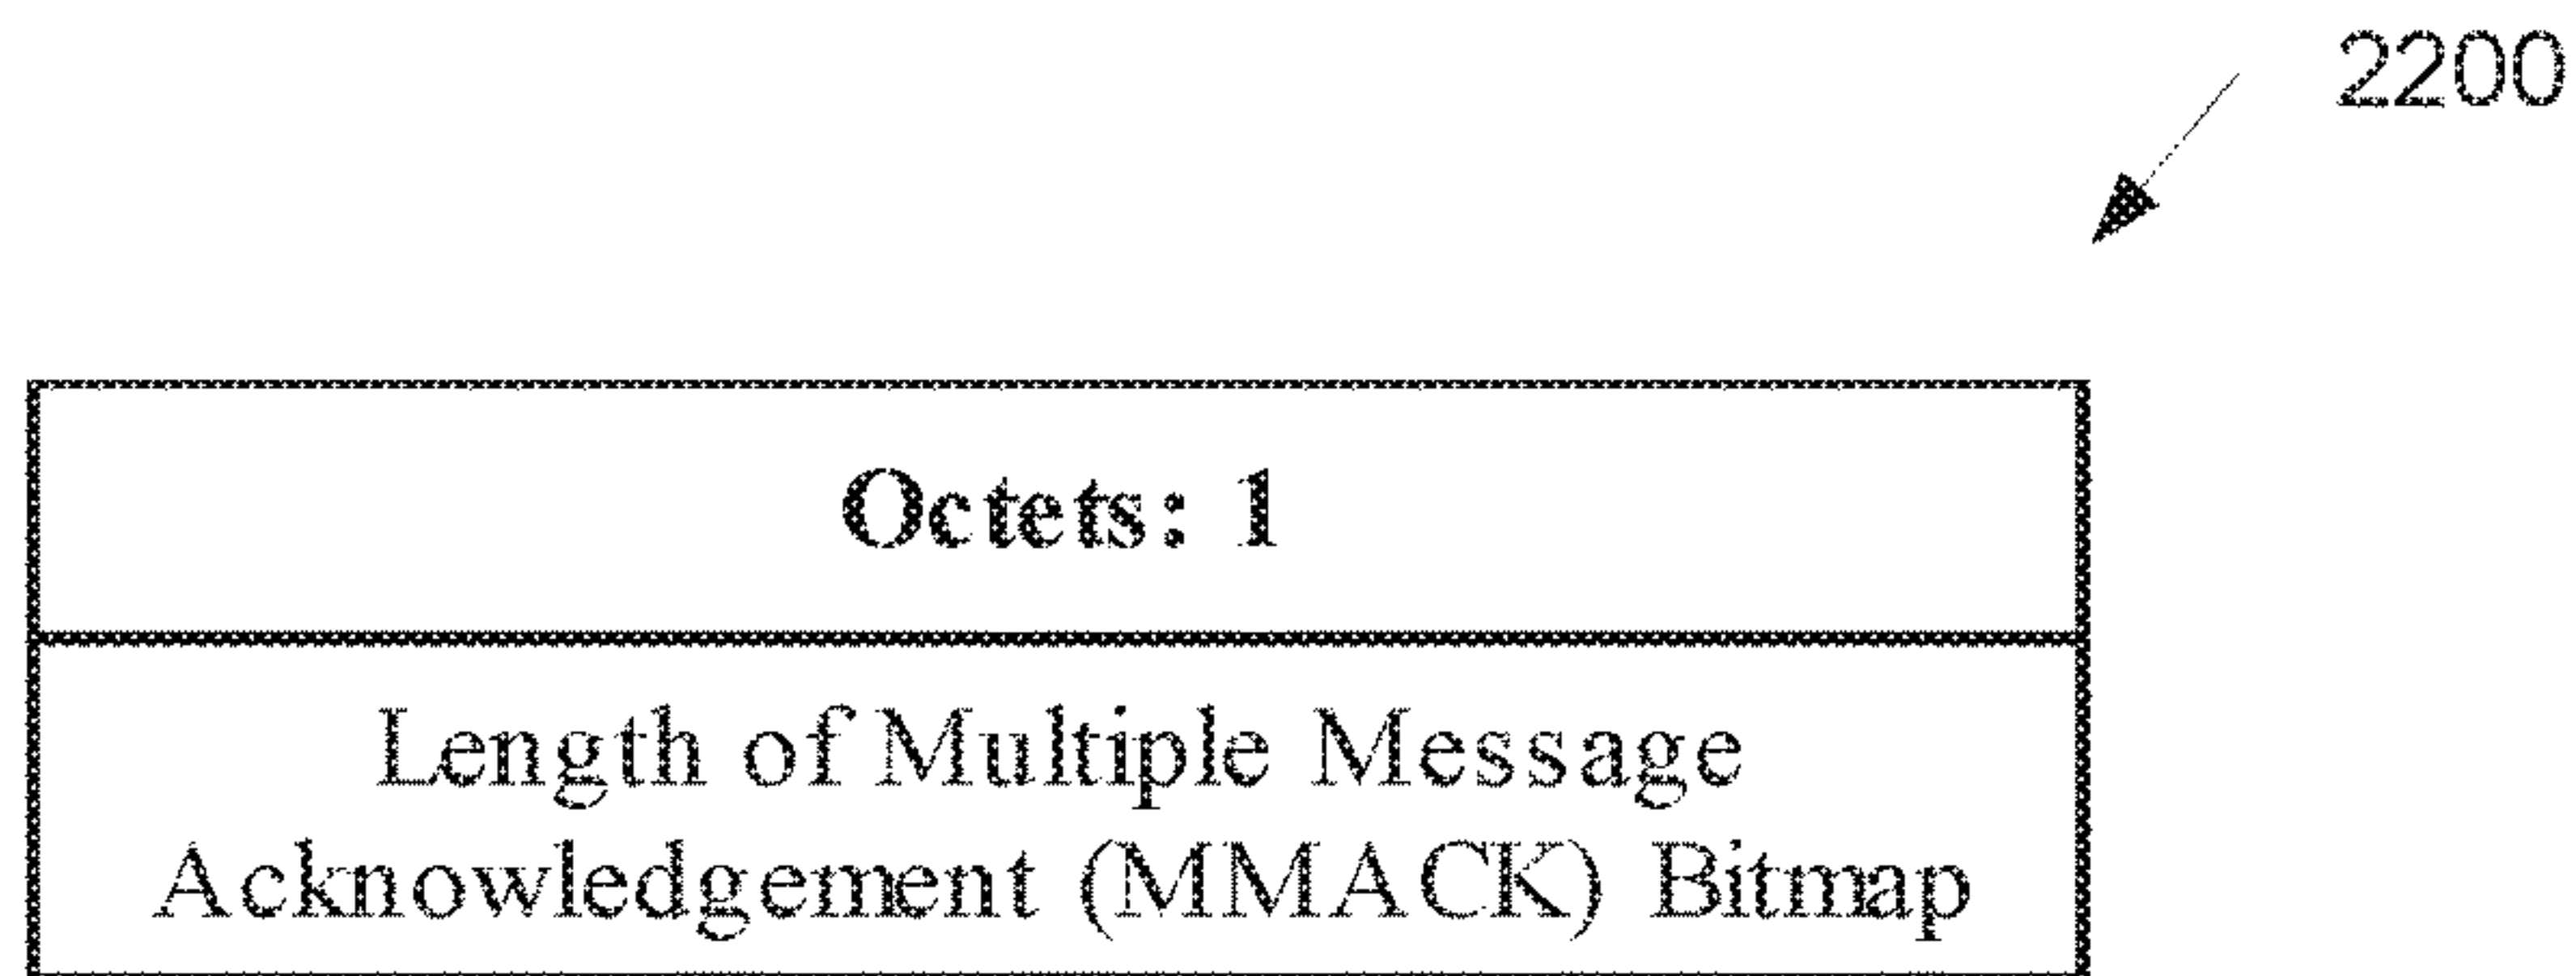 2200
Octets: 1
Length of Multiple Message
Acknowledgement (MMACK) Bitmap